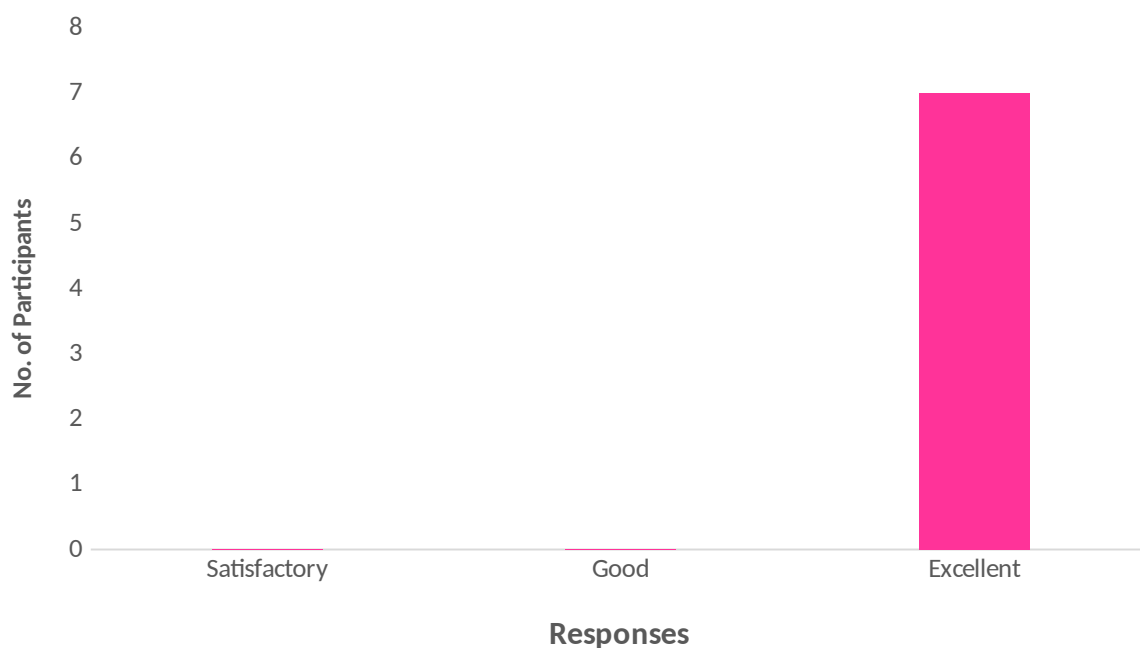 8
7
6
5
4
3
2
1
0
No. of Participants
Satisfactory
Good
Excellent
Responses